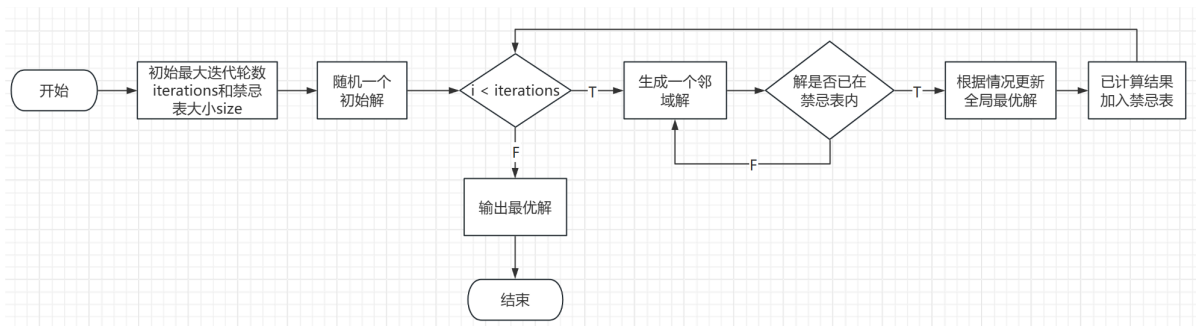 开始
初始最大迭代轮数
iterations和禁忌
表大小size
随机一个
初始解
i < iterations
T
生成一个邻
域解
解是否已在
禁忌表内
T
根据情况更新
全局最优解
已计算结果
加入禁忌表
F
F
输出最优解
结束